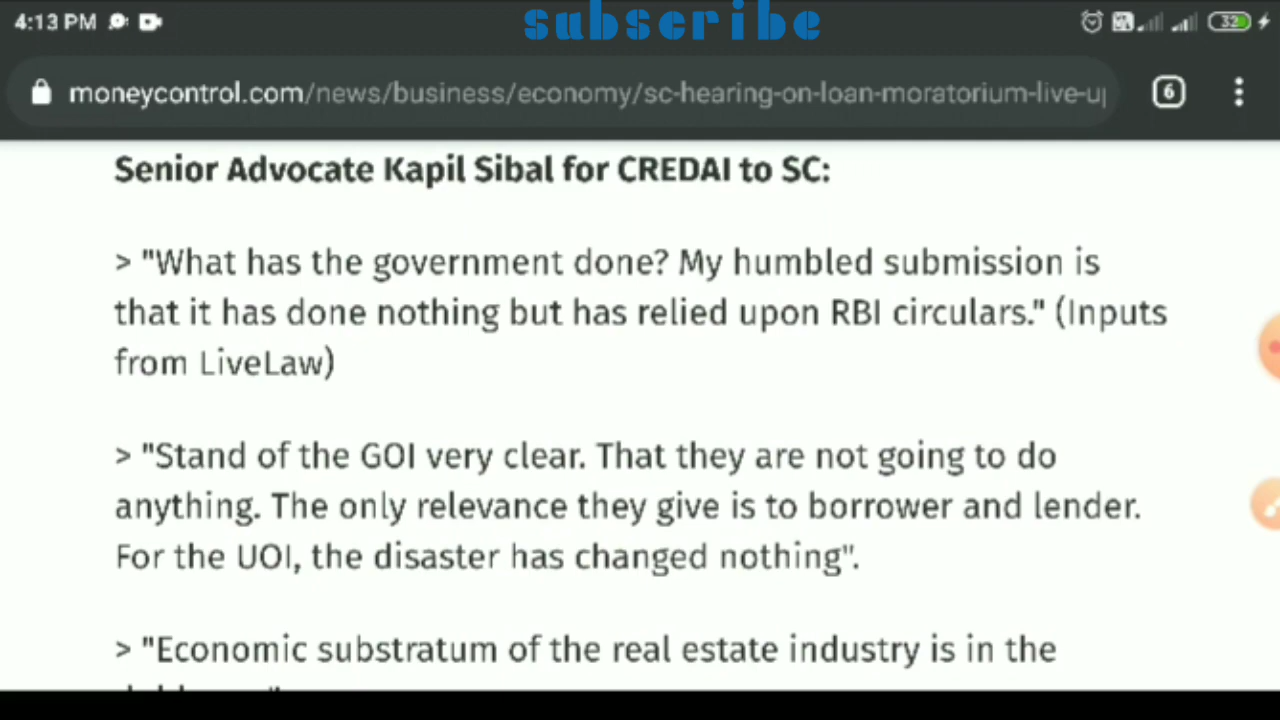 subscribe
4:13 PM
32
moneycontrol.com/news/business/economy/sc-hearing-on-loan-moratorium-live-u
6
Senior Advocate Kapil Sibal for CREDAI to SC:
> "What has the government done? My humbled submission is
that it has done nothing but has relied upon RBI circulars." (Inputs
from LiveLaw)
> "Stand of the GOI very clear. That they are not going to do
anything. The only relevance they give is to borrower and lender.
For the UOI, the disaster has changed nothing".
> "Economic substratum of the real estate industry is in the